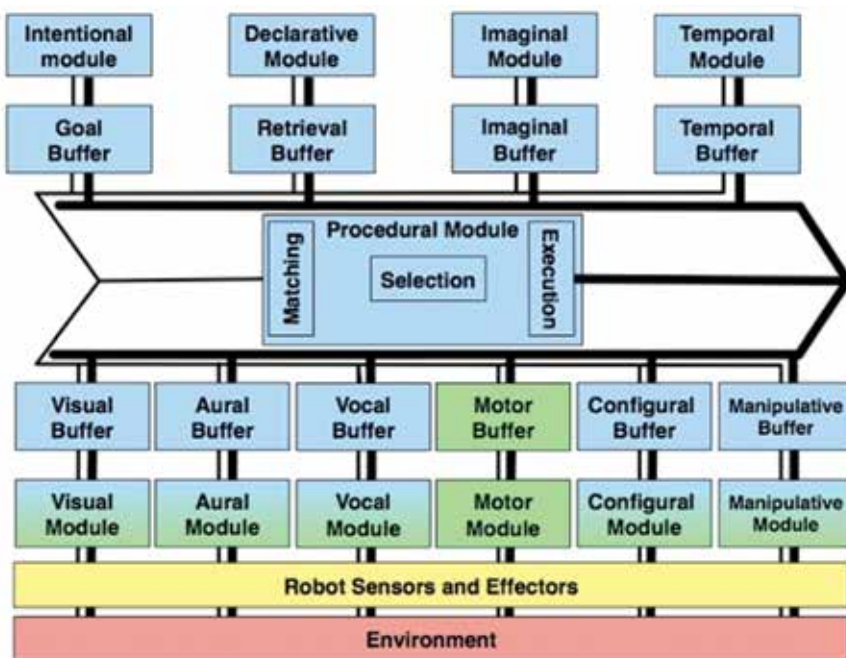 Intentional
module
Declarative
Module
Imaginal
Module
Temporal
Module
Goal
Buffer
Retrieval
Buffer
Imaginal
Buffer
Temporal
Buffer
Procedural Module
Matching
Selection
Execution
Visual
Buffer
Aural
Buffer
Vocal
Buffer
Motor
Buffer
Configural
Buffer
Manipulative
Buffer
Visual
Module
Aural
Module
Vocal
Module
Motor
Module
Configural
Module
Manipulative
Module
Robot Sensors and Effectors
Environment